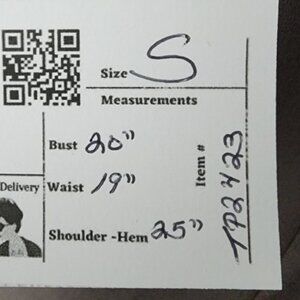 Size S
Measurements
Bust 20"
Delivery
Waist 19"
Shoulder -Hem 25"
Item # TP2423